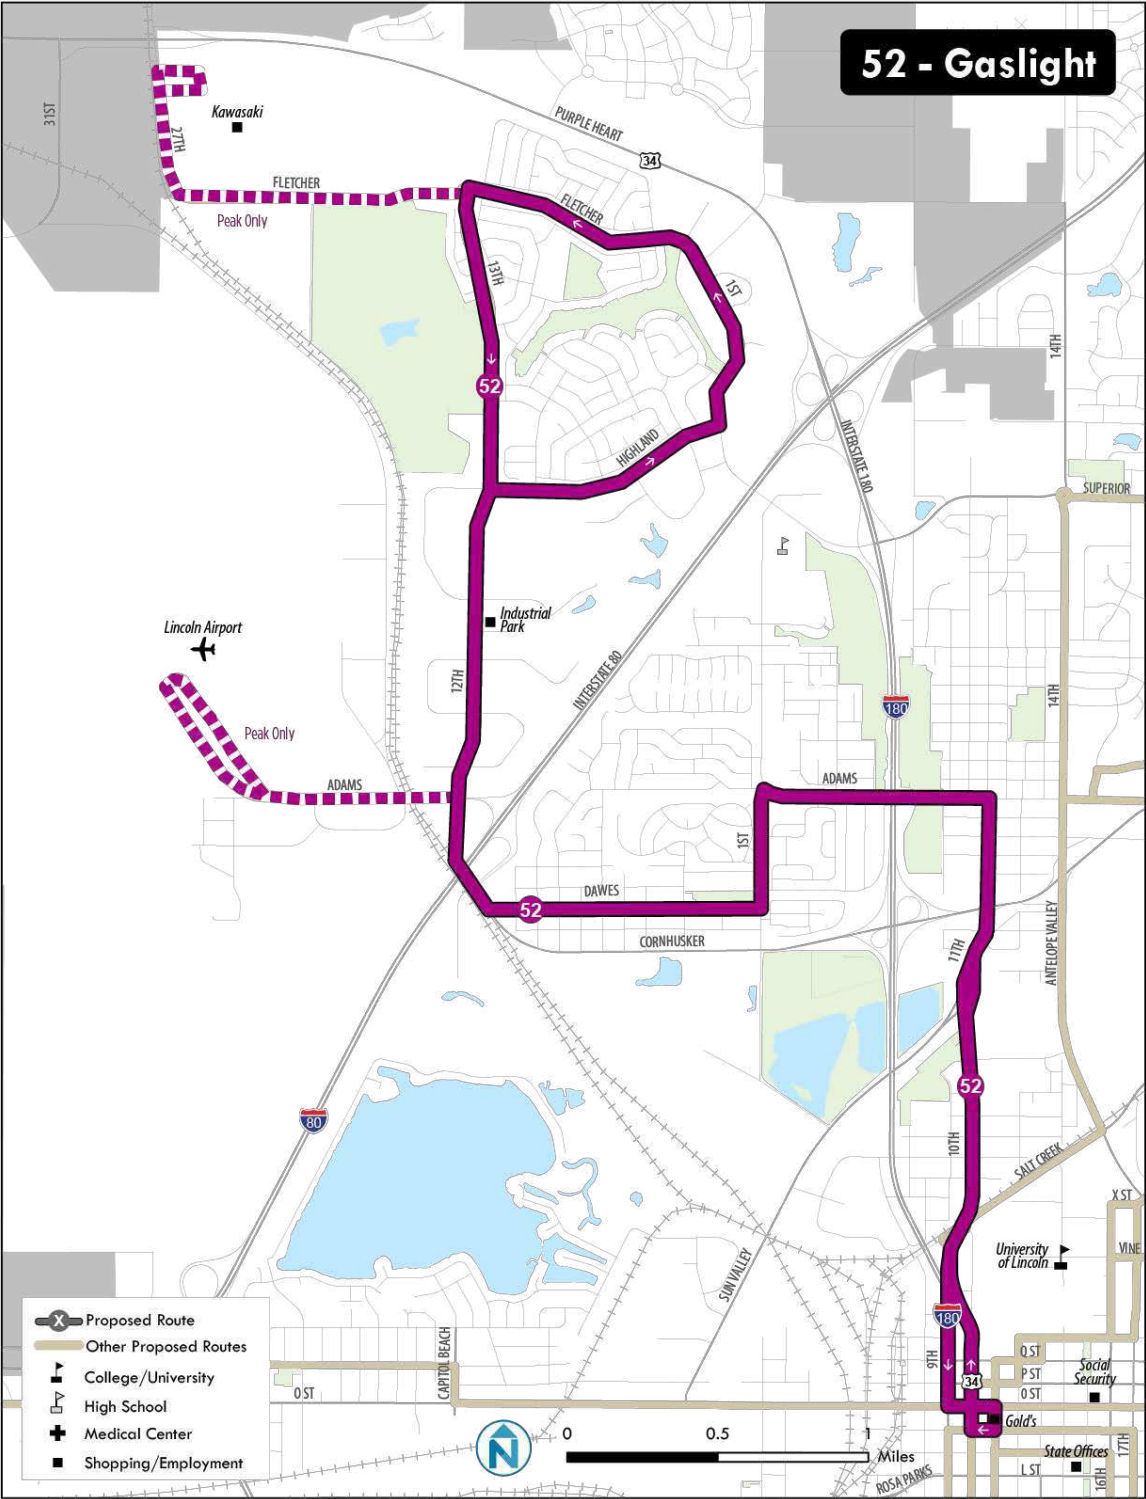 52 - Gaslight
31ST
27TH
Kawasaki
PURPLE HEART
34
FLETCHER
Peak Only
FLETCHER
13TH
1ST
14TH
52
HIGHLAND
INTERSTATE 180
SUPERIOR
Industrial
Park
Lincoln Airport
12TH
INTERSTATE 80
14TH
180
Peak Only
ADAMS
ADAMS
1ST
DAWES
52
CORNHUSKER
11TH
ANTELOPE VALLEY
52
80
10TH
SALT CREEK
X ST
University
of Lincoln
VINE
SUN VALLEY
180
9TH
Q ST
P ST
O ST
Social
Security
34
CAPITOL BEACH
O ST
Gold's
State Offices
17TH
L ST
16TH
ROSA PARKS
X Proposed Route
Other Proposed Routes
College/University
High School
Medical Center
Shopping/Employment
N
0 0.5 1
Miles